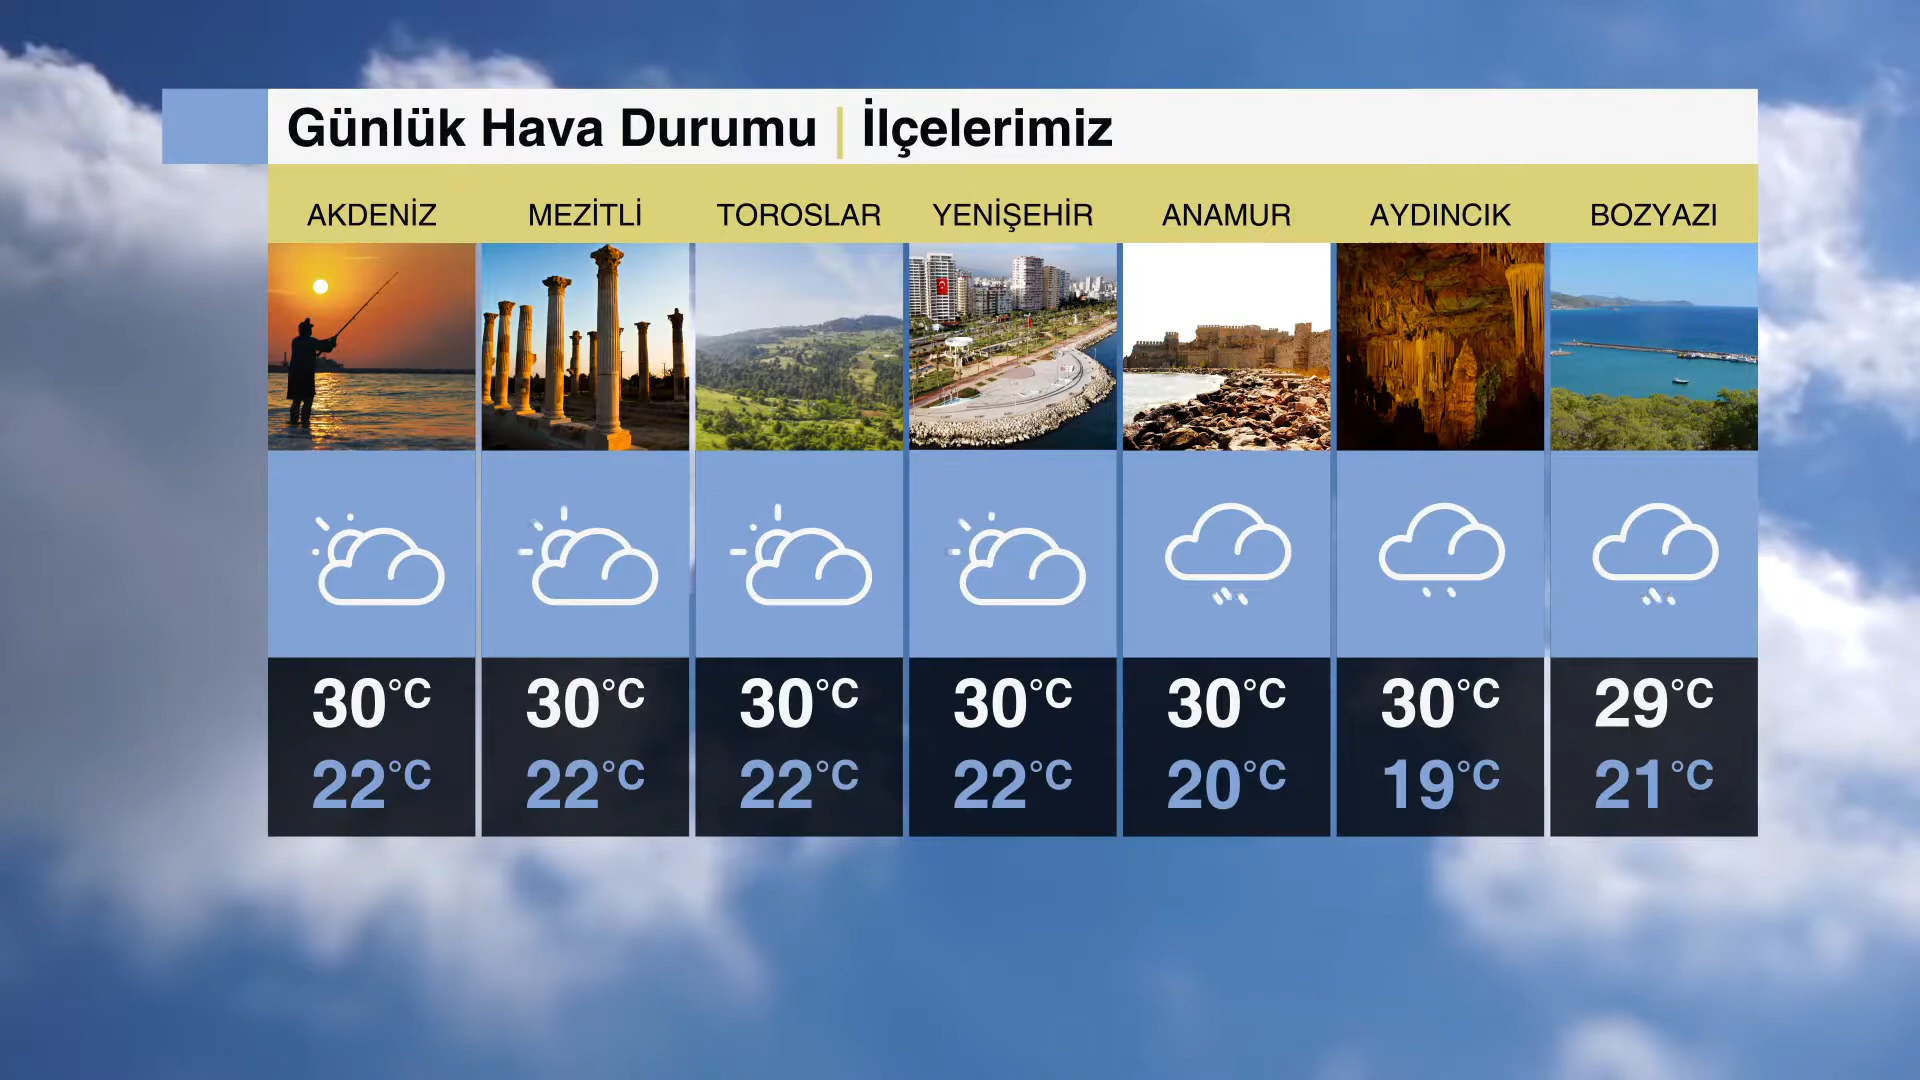 Günlük Hava Durumu | İlçelerimiz
AKDENİZ MEZİTLİ TOROSLAR YENİŞEHİR ANAMUR AYDINCIK BOZYAZI
30°C 30°C 30°C 30°C 30°C 30°C 29°C
22°C 22°C 22°C 22°C 20°C 19°C 21°C